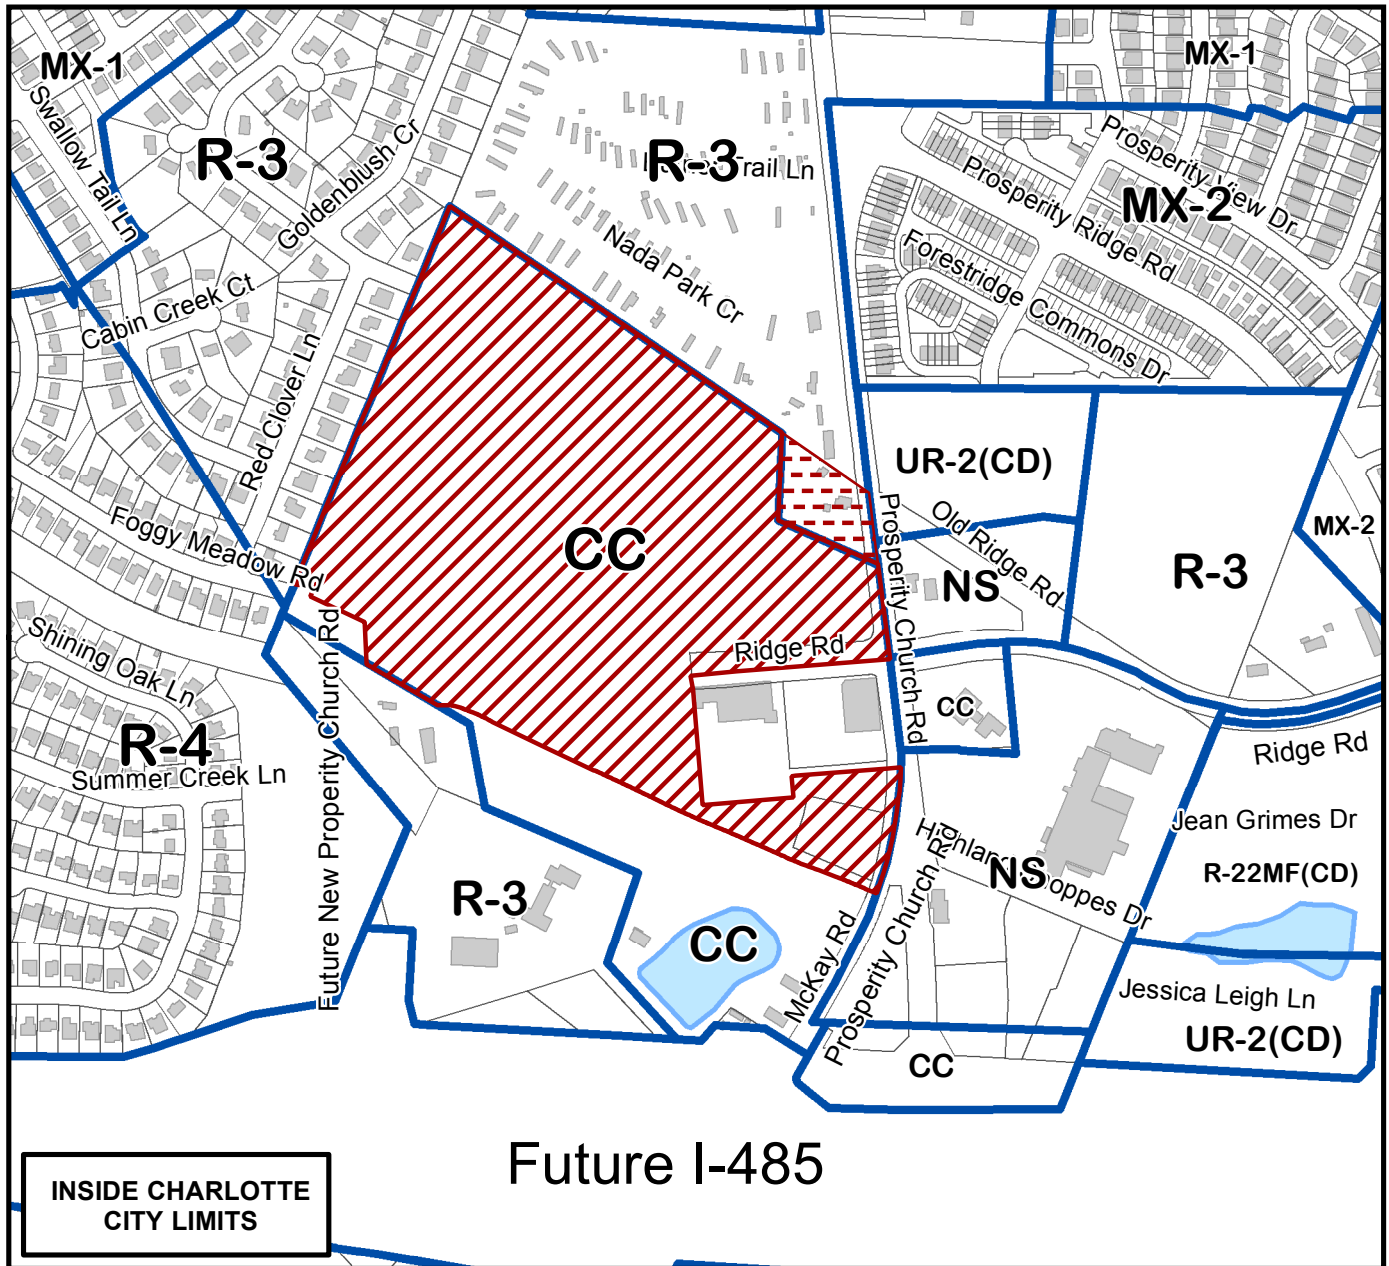 MX-1
MX-1
Swallow Tail Ln
R-3
Goldenblush Cr
R-3
Trail Ln
Prosperity View Dr
Prosperity Ridge Rd
MX-2
Nada Park Cr
Forestridge Commons Dr
Cabin Creek Ct
Red Clover Ln
UR-2(CD)
Foggy Meadow Rd
CC
Prosperity Church Rd
Old Ridge Rd
NS
R-3
MX-2
Shining Oak Ln
Future New Properity Church Rd
Ridge Rd
CC
R-4
Summer Creek Ln
Ridge Rd
Jean Grimes Dr
NS
R-22MF(CD)
R-3
CC
McKay Rd
Prosperity Church Rd
Jessica Leigh Ln
UR-2(CD)
CC
Future I-485
INSIDE CHARLOTTE
CITY LIMITS